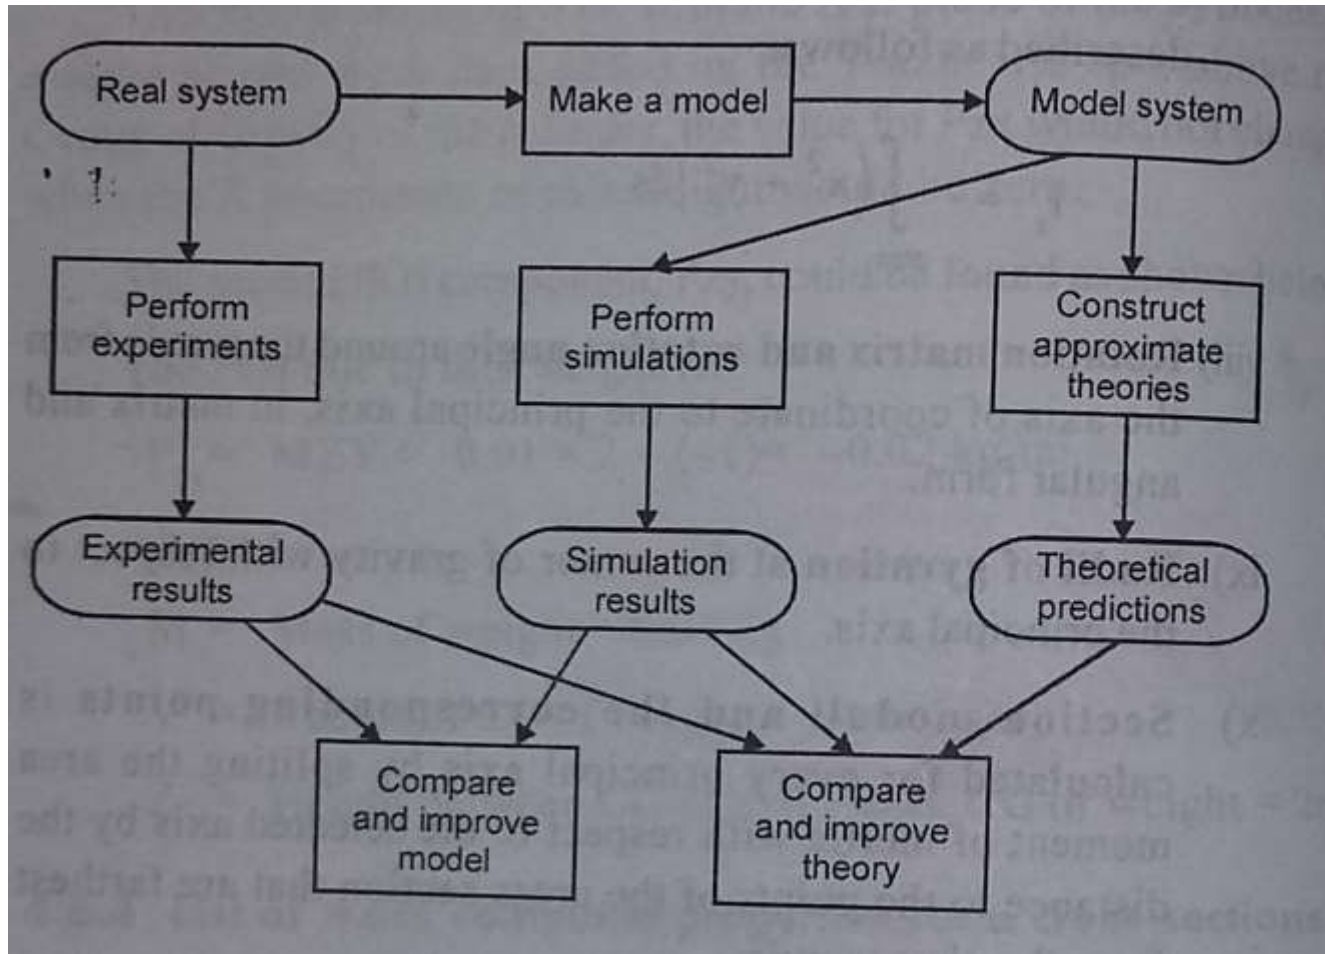 Real system
Make a model
Model system
Perform
experiments
Perform
simulations
Construct
approximate
theories
Experimental
results
Simulation
results
Theoretical
predictions
Compare
and improve
model
Compare
and improve
theory